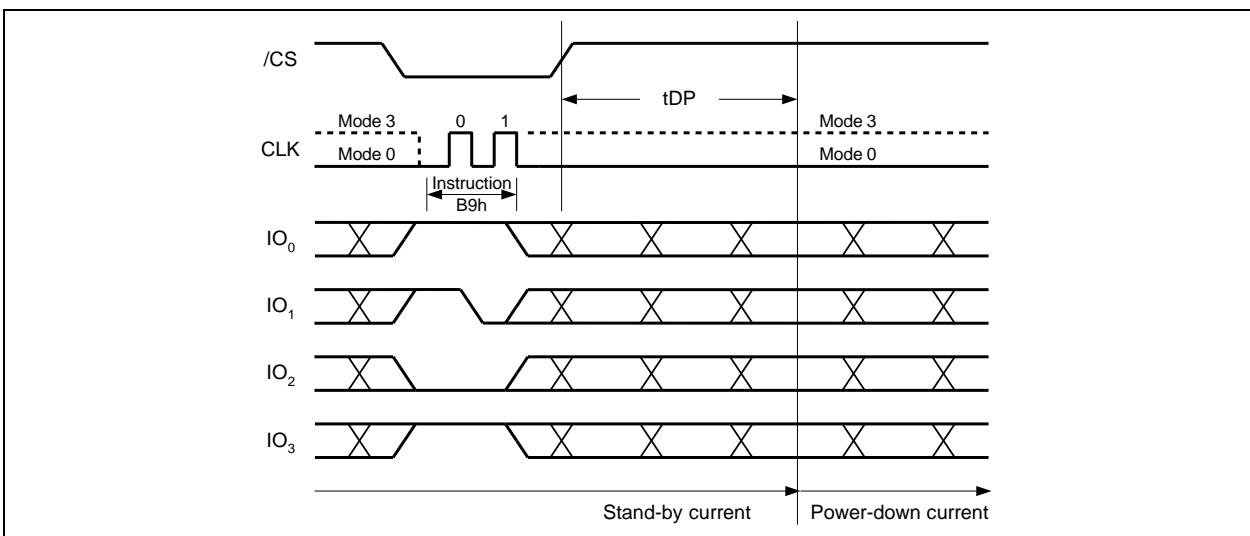 /CS
tDP
Mode 3 0 1 Mode 3
CLK
Mode 0 Mode 0
Instruction
B9h
IO0
IO1
IO2
IO3
Stand-by current Power-down current